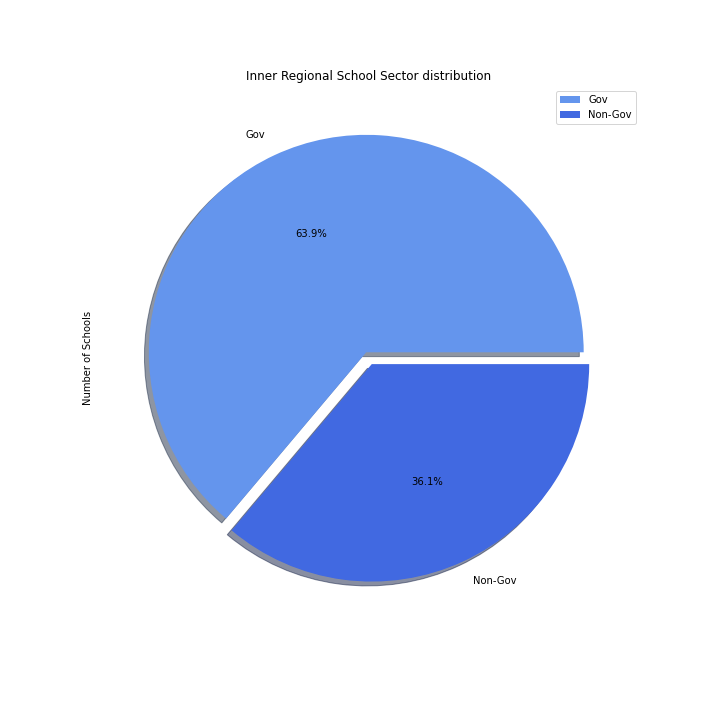 Inner Regional School Sector distribution
Gov
Non-Gov
Gov
63.9%
Number of Schools
36.1%
Non-Gov